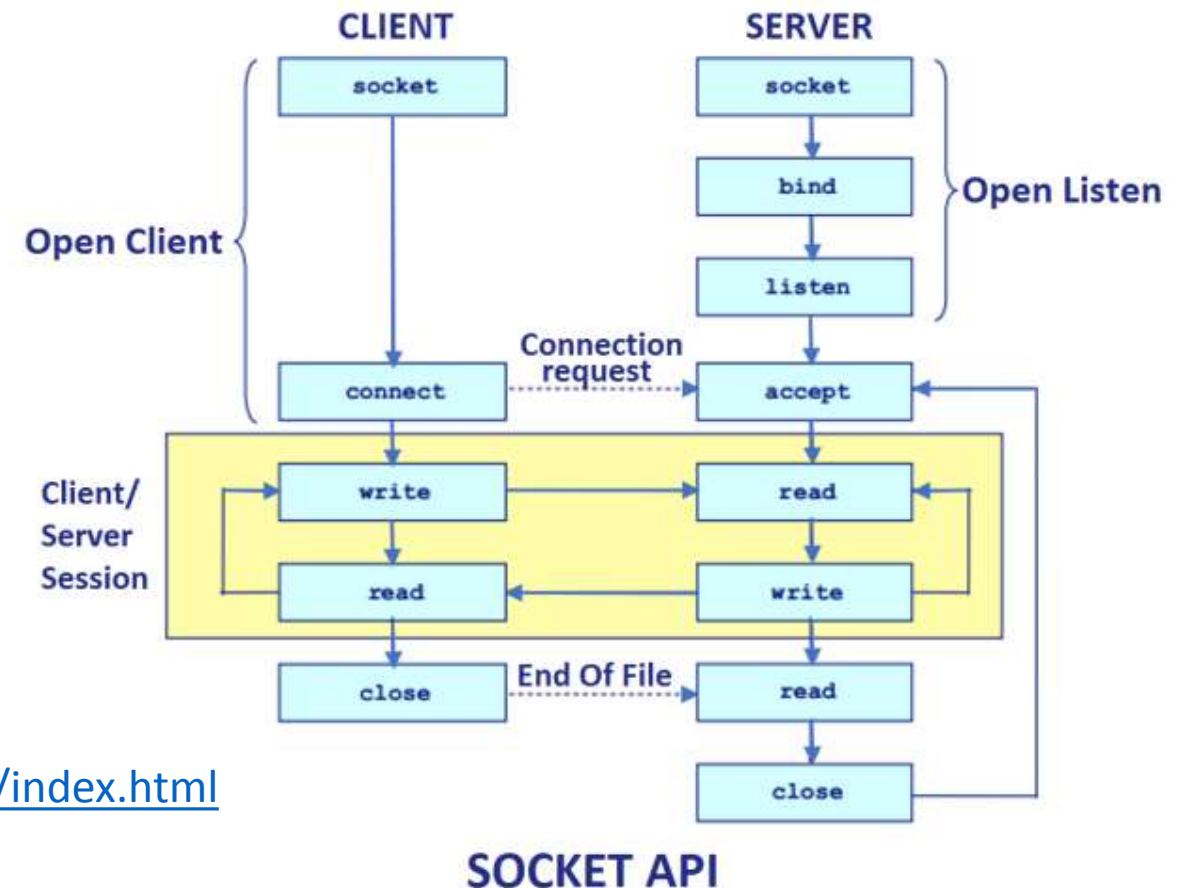 CLIENT
SERVER
socket
socket
bind
Open Listen
Open Client
listen
Connection
request
connect
accept
Client/
Server
Session
write
read
read
write
End Of File
close
read
/index.html
close
SOCKET API